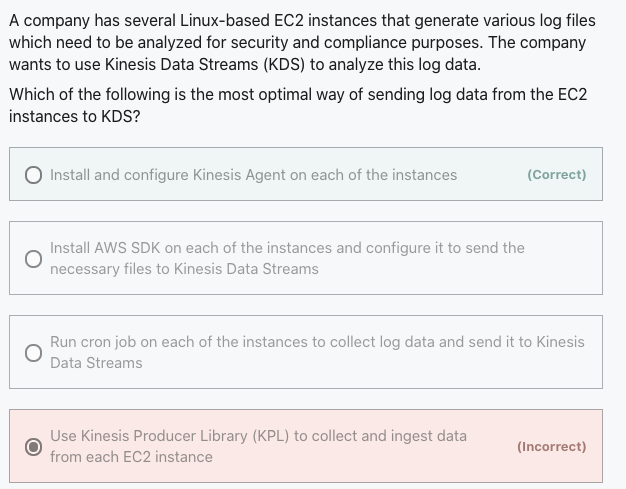 A company has several Linux-based EC2 instances that generate various log files
which need to be analyzed for security and compliance purposes. The company
wants to use Kinesis Data Streams (KDS) to analyze this log data.
Which of the following is the most optimal way of sending log data from the EC2
instances to KDS?
Install and configure Kinesis Agent on each of the instances (Correct)
Install AWS SDK on each of the instances and configure it to send the
necessary files to Kinesis Data Streams
Run cron job on each of the instances to collect log data and send it to Kinesis
Data Streams
Use Kinesis Producer Library (KPL) to collect and ingest data
from each EC2 instance
(Incorrect)